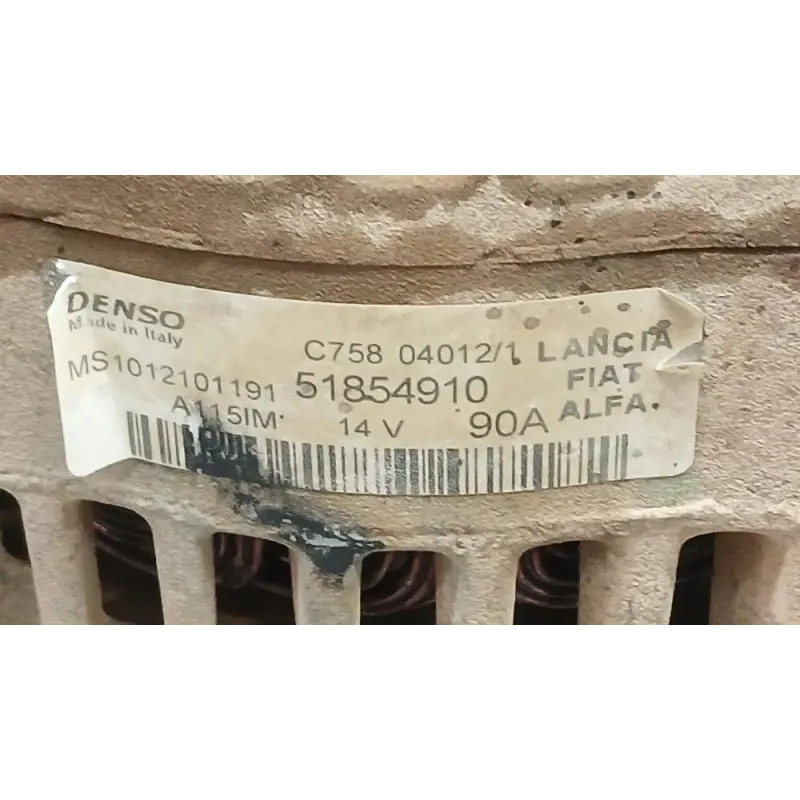 DENSO
Made in Italy
C758 04012/1 LANCIA
MS1012101191 51854910 FIAT
A115IM 14 V 90A ALFA.